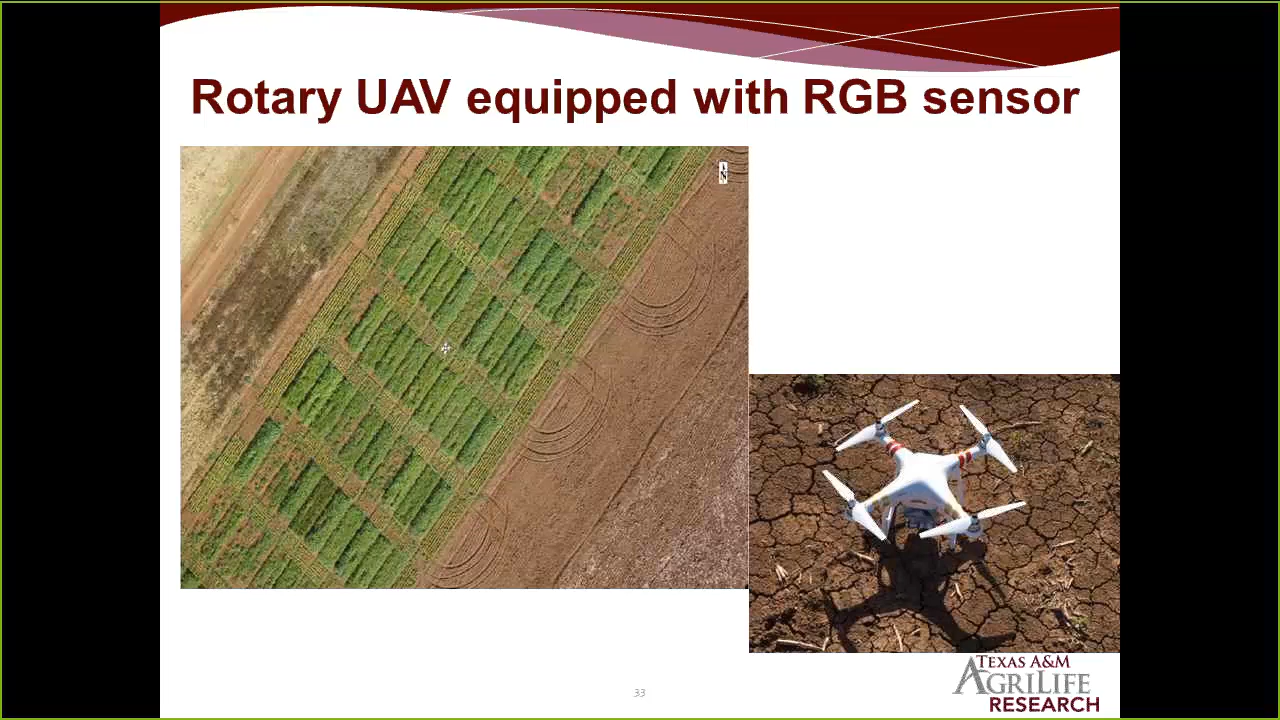 Rotary UAV equipped with RGB sensor
N
33
TEXAS A&M
AGRILIFE
RESEARCH